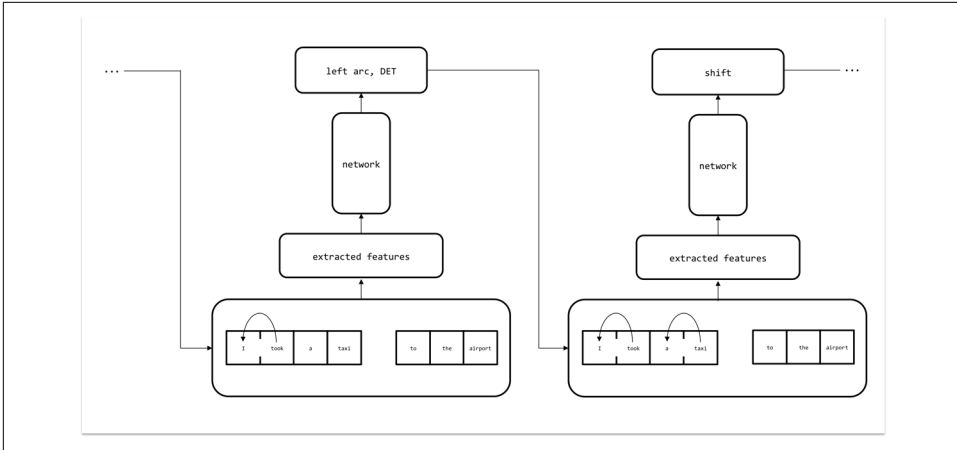 ...
left arc, DET
shift
...
network
network
extracted features
extracted features
I took a taxi
to the airport
I took a taxi
to the airport